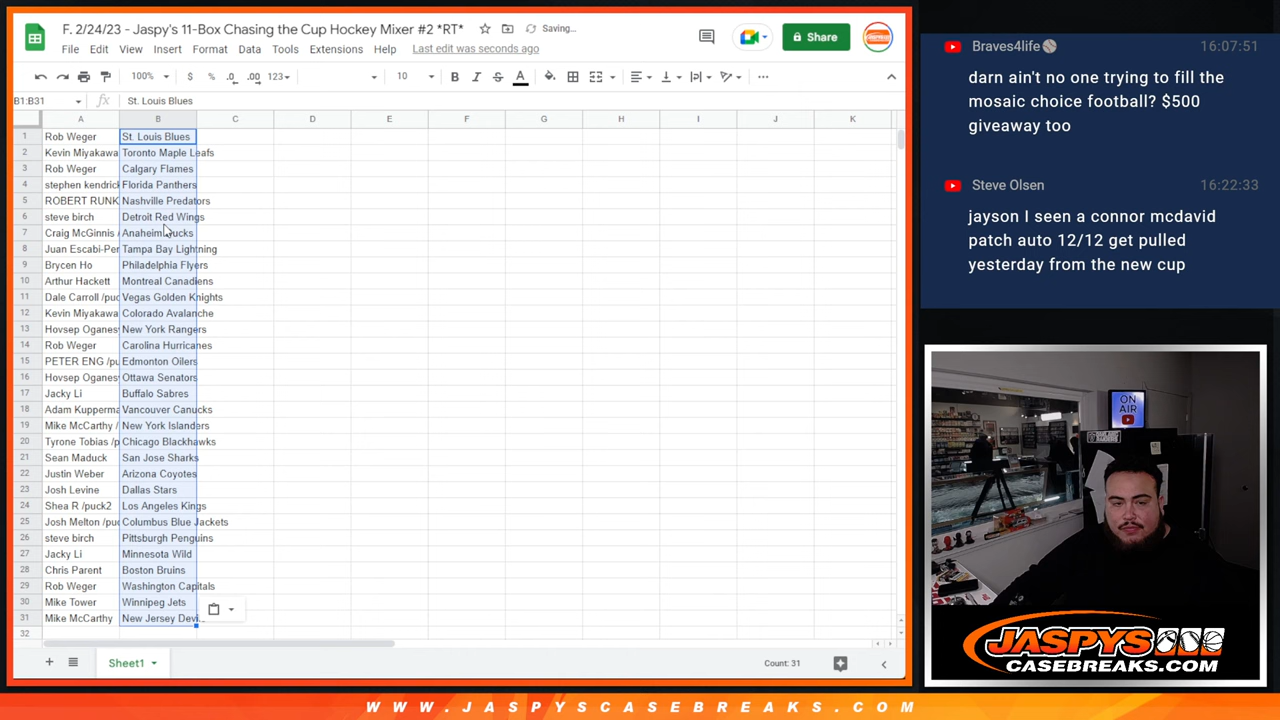 F. 2/24/23 - Jaspy's 11-Box Chasing the Cup Hockey Mixer #2 *RT*
Saving...
File Edit View Insert Format Data Tools Extensions Help Last edit was seconds ago
Share
100% $ % .0 .00 123 10 B I S A
B1:B31 fx St. Louis Blues
A B C D E F G H I J K
1 Rob Weger St. Louis Blues
2 Kevin Miyakawa Toronto Maple Leafs
3 Rob Weger Calgary Flames
4 stephen kendrick Florida Panthers
5 ROBERT RUNK Nashville Predators
6 steve birch Detroit Red Wings
7 Craig McGinnis / Anaheim Ducks
8 Juan Escabi-Per Tampa Bay Lightning
9 Brycen Ho Philadelphia Flyers
10 Arthur Hackett Montreal Canadiens
11 Dale Carroll /puc Vegas Golden Knights
12 Kevin Miyakawa Colorado Avalanche
13 Hovsep Oganes New York Rangers
14 Rob Weger Carolina Hurricanes
15 PETER ENG /pu Edmonton Oilers
16 Hovsep Oganes Ottawa Senators
17 Jacky Li Buffalo Sabres
18 Adam Kupperma Vancouver Canucks
19 Mike McCarthy / New York Islanders
20 Tyrone Tobias /p Chicago Blackhawks
21 Sean Maduck San Jose Sharks
22 Justin Weber Arizona Coyotes
23 Josh Levine Dallas Stars
24 Shea R /puck2 Los Angeles Kings
25 Josh Melton /puc Columbus Blue Jackets
26 steve birch Pittsburgh Penguins
27 Jacky Li Minnesota Wild
28 Chris Parent Boston Bruins
29 Rob Weger Washington Capitals
30 Mike Tower Winnipeg Jets
31 Mike McCarthy New Jersey Devi
32
Sheet1
Count: 31
Braves4life 16:07:51
darn ain't no one trying to fill the
mosaic choice football? $500
giveaway too
Steve Olsen 16:22:33
jayson I seen a connor mcdavid
patch auto 12/12 get pulled
yesterday from the new cup
ON
AIR
JASPYS
CASEBREAKS.COM
WWW.JASPYSCASEBREAKS.COM